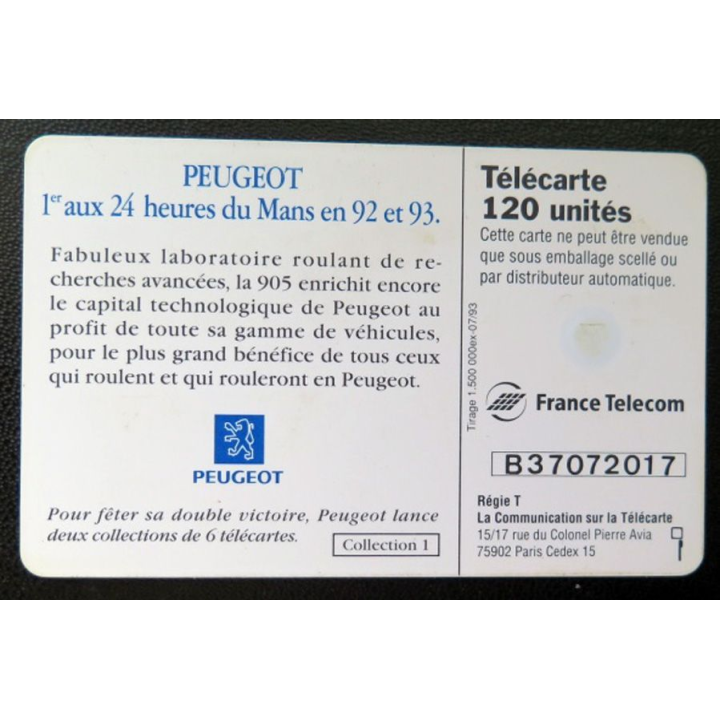 PEUGEOT
1er aux 24 heures du Mans en 92 et 93.
Fabuleux laboratoire roulant de re-
cherches avancées, la 905 enrichit encore
le capital technologique de Peugeot au
profit de toute sa gamme de véhicules,
pour le plus grand bénéfice de tous ceux
qui roulent et qui rouleront en Peugeot.
PEUGEOT
Pour fêter sa double victoire, Peugeot lance
deux collections de 6 télécartes.
Collection 1
Télécarte
120 unités
Cette carte ne peut être vendue
que sous emballage scellé ou
par distributeur automatique.
Tirage 1.500 000ex-07/93
France Telecom
B37072017
Régie T
La Communication sur la Télécarte
15/17 rue du Colonel Pierre Avia
75902 Paris Cedex 15